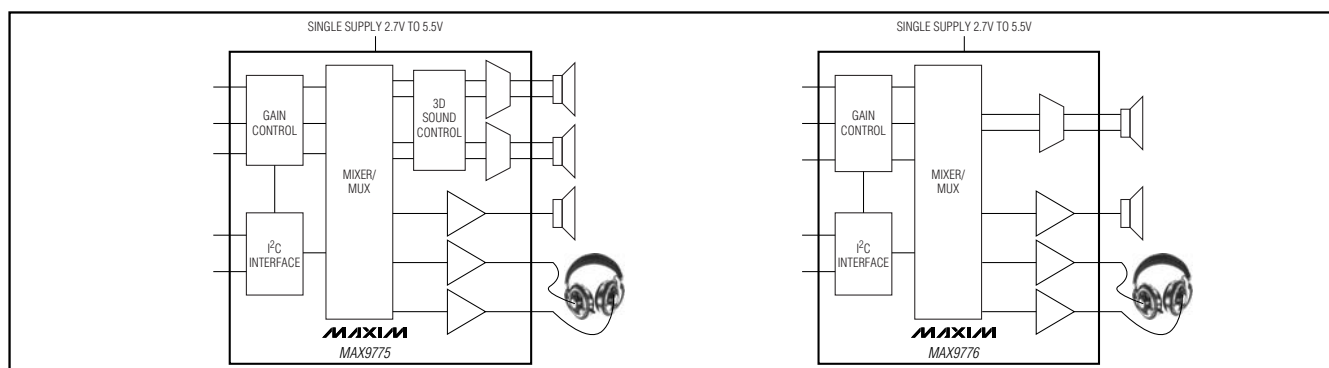 SINGLE SUPPLY 2.7V TO 5.5V
GAIN
CONTROL
I²C
INTERFACE
MIXER/
MUX
3D
SOUND
CONTROL
MAXIM
MAX9775
SINGLE SUPPLY 2.7V TO 5.5V
GAIN
CONTROL
I²C
INTERFACE
MIXER/
MUX
MAXIM
MAX9776